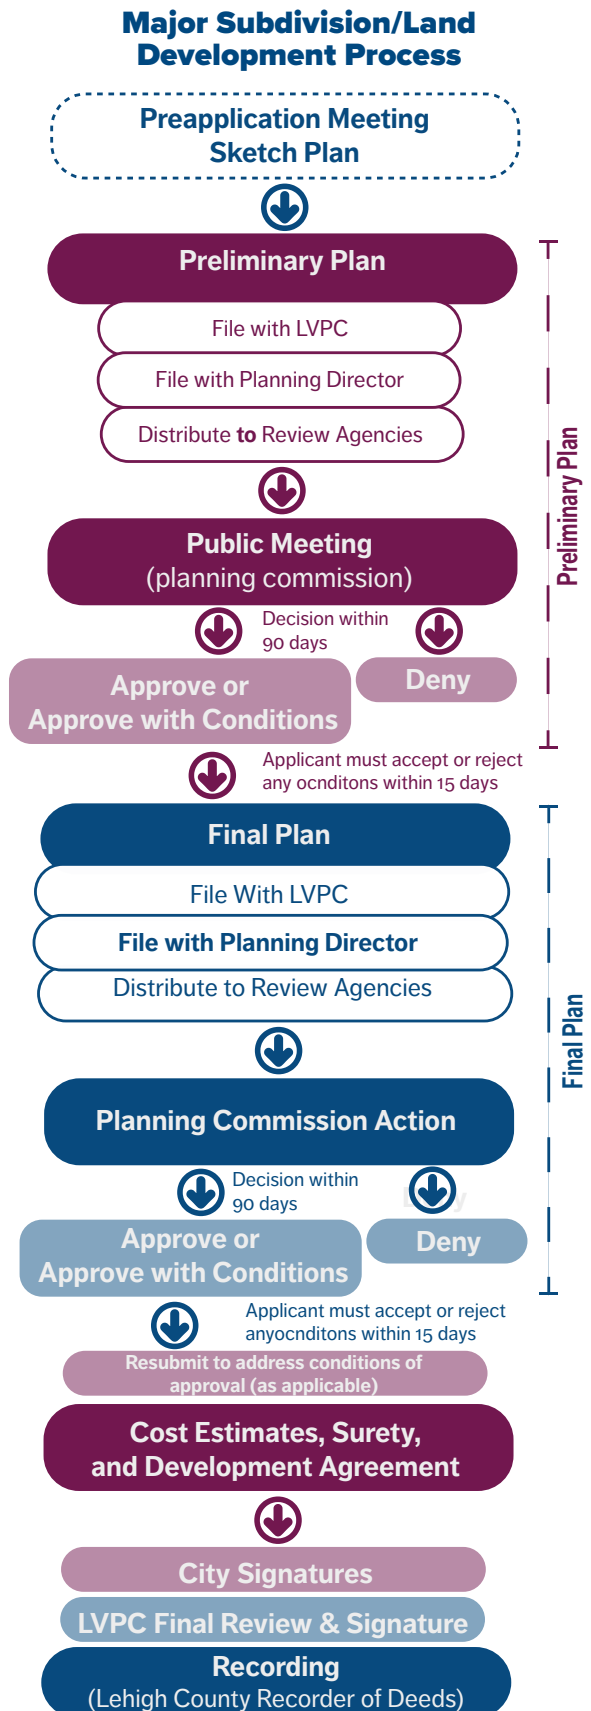 Major Subdivision/Land
Development Process
Preapplication Meeting
Sketch Plan
Preliminary Plan
File with LVPC
File with Planning Director
Distribute to Review Agencies
Preliminary Plan
Public Meeting
(planning commission)
Decision within
90 days
Approve or
Approve with Conditions
Deny
Applicant must accept or reject
any ocnditons within 15 days
Final Plan
File With LVPC
File with Planning Director
Distribute to Review Agencies
Final Plan
Planning Commission Action
Decision within
90 days
Deny
Approve or
Approve with Conditions
Deny
Applicant must accept or reject
anyocnditons within 15 days
Resubmit to address conditions of
approval (as applicable)
Cost Estimates, Surety,
and Development Agreement
City Signatures
LVPC Final Review & Signature
Recording
(Lehigh County Recorder of Deeds)